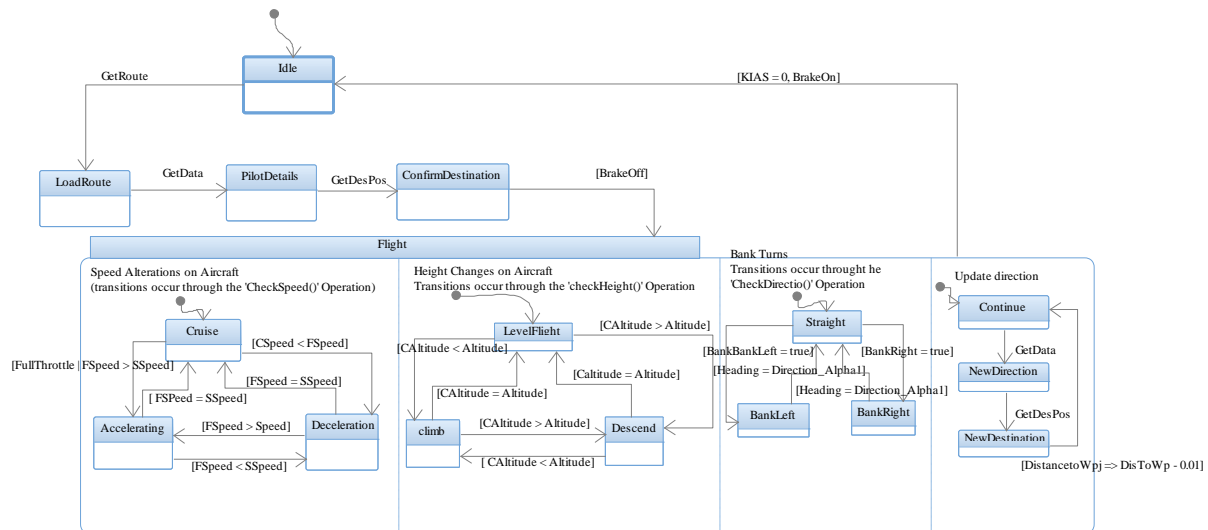 Idle
GetRoute
[KIAS = 0, BrakeOn]
LoadRoute
GetData
PilotDetails
GetDesPos
ConfirmDestination
[BrakeOff]
Flight
Speed Alterations on Aircraft
(transitions occur through the 'CheckSpeed()' Operation)
Cruise
[CSpeed < FSpeed]
[FullThrottle | FSpeed > SSpeed]
[FSpeed = SSpeed]
[ FSPeed = SSpeed]
Accelerating
[FSpeed > Speed]
Deceleration
[FSpeed < SSpeed]
Height Changes on Aircraft
Transitions occur through the 'checkHeight()' Operation
LevelFlight
[CAltitude > Altitude]
[CAltitude < Altitude]
[Caltitude = Altitude]
[CAltitude = Altitude]
climb
[CAltitude > Altitude]
Descend
[ CAltitude < Altitude]
Bank Turns
Transitions occur throught he
'CheckDirectio()' Operation
Straight
[BankBankLeft = true]
[BankRight = true]
[Heading = Direction_Alpha1]
[Heading = Direction_Alpha1]
BankLeft
BankRight
Update direction
Continue
GetData
NewDirection
GetDesPos
NewDestination
[DistancetoWpj => DisToWp - 0.01]